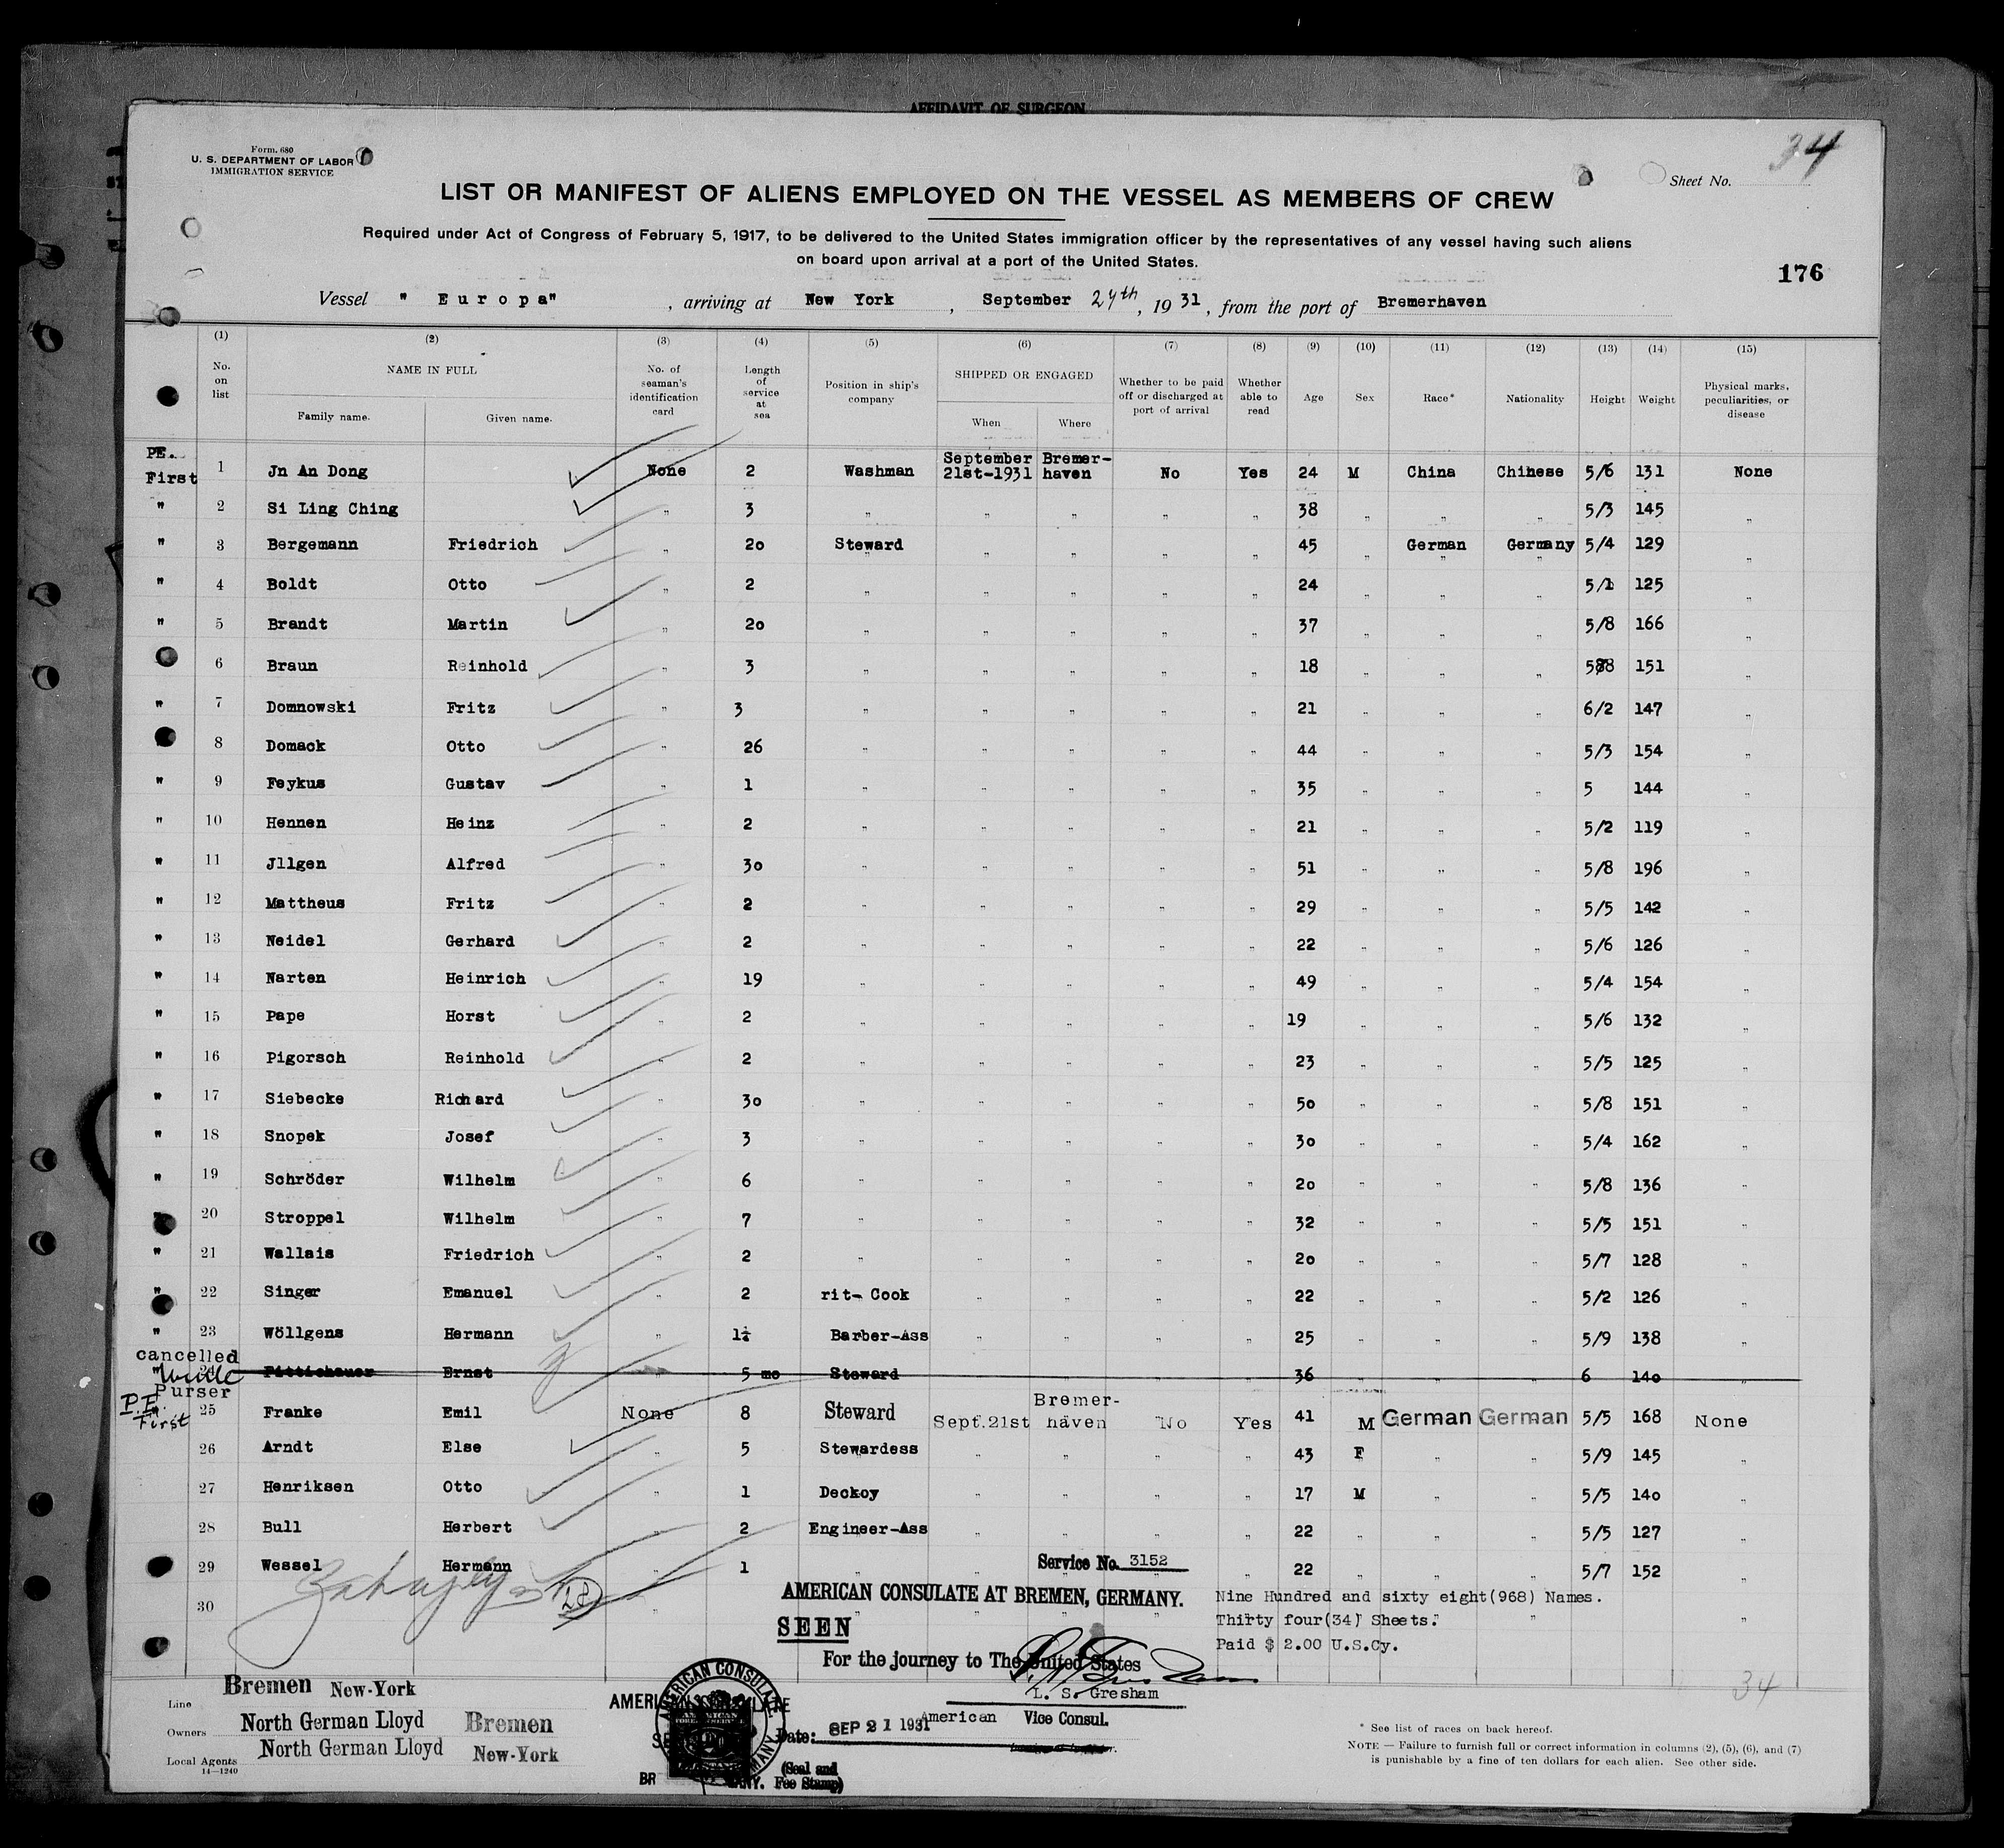 AFFIDAVIT OF SURGEON
Form. 680
U. S. DEPARTMENT OF LABOR
IMMIGRATION SERVICE
34
Sheet No.
LIST OR MANIFEST OF ALIENS EMPLOYED ON THE VESSEL AS MEMBERS OF CREW
Required under Act of Congress of February 5, 1917, to be delivered to the United States immigration officer by the representatives of any vessel having such aliens
on board upon arrival at a port of the United States.
176
Vessel " Europa" , arriving at New York , September 24th, 1931, from the port of Bremerhaven
(1) (2) (3) (4) (5) (6) (7) (8) (9) (10) (11) (12) (13) (14) (15)
No. on list NAME IN FULL Family name. Given name. No. of seaman's identification card Length of service at sea Position in ship's company SHIPPED OR ENGAGED When Where Whether to be paid off or discharged at port of arrival Whether able to read Age Sex Race* Nationality Height Weight Physical marks, peculiarities, or disease
PE. First 1 Jn An Dong None 2 Washman September 21st-1931 Bremer-haven No Yes 24 M China Chinese 5/6 131 None
" 2 Si Ling Ching " 3 " " " " " 38 " " " 5/3 145 "
" 3 Bergemann Friedrich " 20 Steward " " " " 45 " German Germany 5/4 129 "
" 4 Boldt Otto " 2 " " " " " 24 " " " 5/1 125 "
" 5 Brandt Martin " 20 " " " " " 37 " " " 5/8 166 "
6 Braun Reinhold " 3 " " " " " 18 " " " 151 "
" 7 Domnowski Fritz " 3 " " " " " 21 " " " 6/2 147 "
8 Domack Otto " 26 " " " " " 44 " " " 5/3 154 "
" 9 Feykus Gustav " 1 " " " " " 35 " " " 5 144 "
" 10 Hennen Heinz " 2 " " " " " 21 " " " 5/2 119 "
" 11 Jllgen Alfred " 30 " " " " " 51 " " " 5/8 196 "
" 12 Mattheus Fritz " 2 " " " " " 29 " " " 5/5 142 "
" 13 Neidel Gerhard " 2 " " " " " 22 " " " 5/6 126 "
" 14 Narten Heinrich " 19 " " " " " 49 " " " 5/4 154 "
" 15 Pape Horst " 2 " " " " " 19 " " " 5/6 132 "
" 16 Pigorsch Reinhold " 2 " " " " " 23 " " " 5/5 125 "
" 17 Siebecke Richard " 30 " " " " " 50 " " " 5/8 151 "
" 18 Snopek Josef " 3 " " " " " 30 " " " 5/4 162 "
" 19 Schröder Wilhelm " 6 " " " " " 20 " " " 5/8 136 "
" 20 Stroppel Wilhelm " 7 " " " " " 32 " " " 5/5 151 "
" 21 Wallais Friedrich " 2 " " " " " 20 " " " 5/7 128 "
" 22 Singer Emanuel " 2 rit- Cook " " " " 22 " " " 5/2 126 "
" 23 Wöllgens Hermann " Barber-Ass " " " " 25 " " " 5/9 138 "
cancelled
" 24 Ernst 5 mo Steward 36 6 140
Purser
P.E. First 25 Franke Emil None 8 Steward Sept.21st Bremer-haven No Yes 41 M German German 5/5 168 None
26 Arndt Else " 5 Stewardess " " " " 43 F " " 5/9 145 "
27 Henriksen Otto " 1 Deckoy " " " " 17 M " " 5/5 140 "
28 Bull Herbert " 2 Engineer-Ass " " " " 22 " " " 5/5 127 "
29 Wessel Hermann " 1 " 22 " " " 5/7 152 "
30
28
Service No. 3152
AMERICAN CONSULATE AT BREMEN, GERMANY.
SEEN
For the journey to The United States
L. S. Gresham
American Vice Consul.
Date: SEP 21 1931
(Seal and Fee Stamp)
Nine Hundred and sixty eight(968) Names.
Thirty four(34) Sheets.
Paid $ 2.00 U.S.Cy.
34
AMERICAN CONSULATE
Line Bremen New-York
Owners North German Lloyd Bremen
Local Agents North German Lloyd New-York
14—1240
* See list of races on back hereof.
NOTE — Failure to furnish full or correct information in columns (2), (5), (6), and (7)
is punishable by a fine of ten dollars for each alien. See other side.